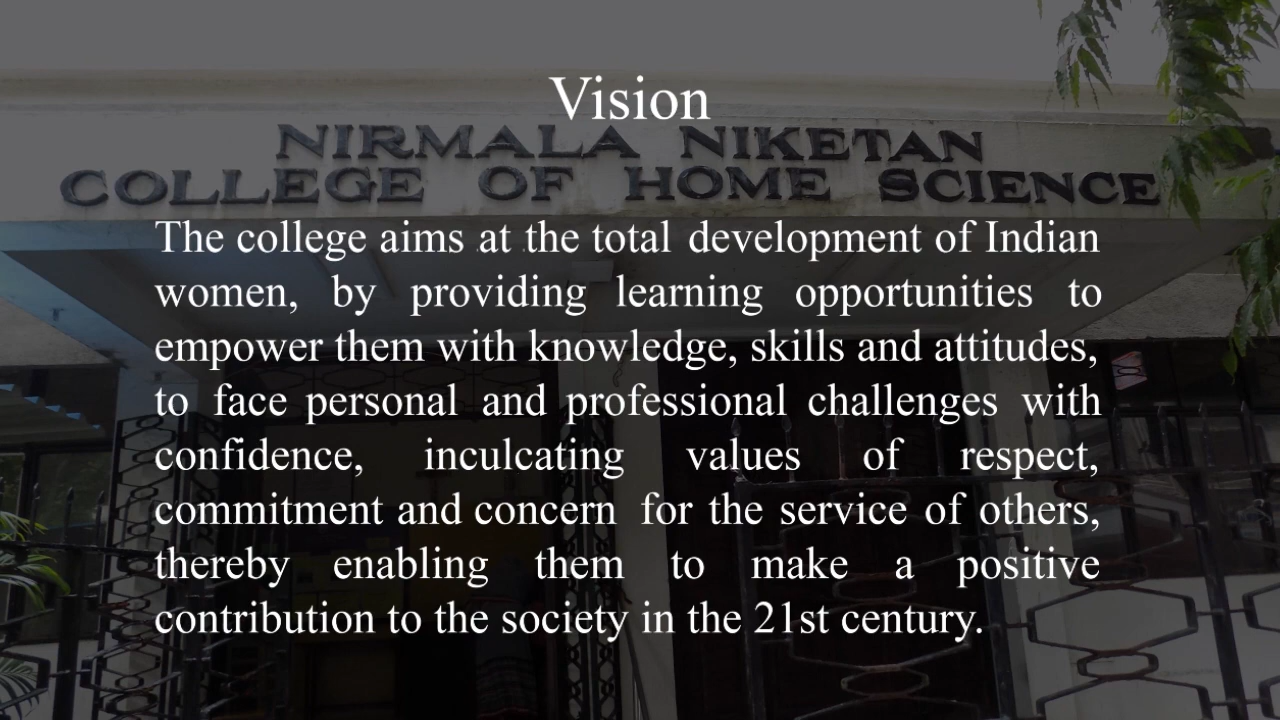 Vision
NIRMALA NIKETAN
COLLEGE OF HOME SCIENCE
The college aims at the total development of Indian
women, by providing learning opportunities to
empower them with knowledge, skills and attitudes,
to face personal and professional challenges with
confidence, inculcating values of respect,
commitment and concern for the service of others,
thereby enabling them to make a positive
contribution to the society in the 21st century.